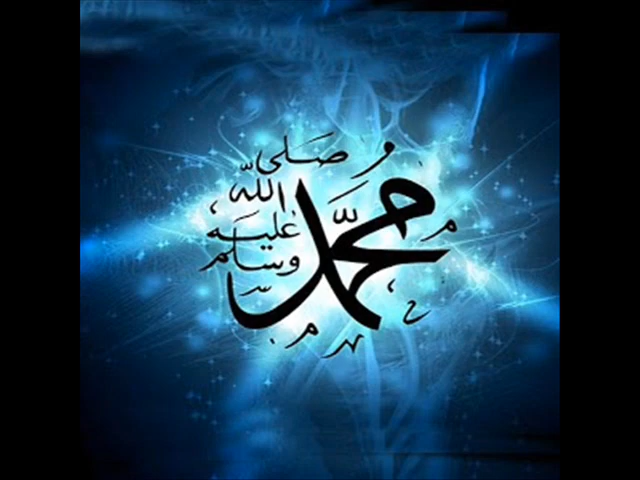 محمد
صلى
الله
عليه
وسلم